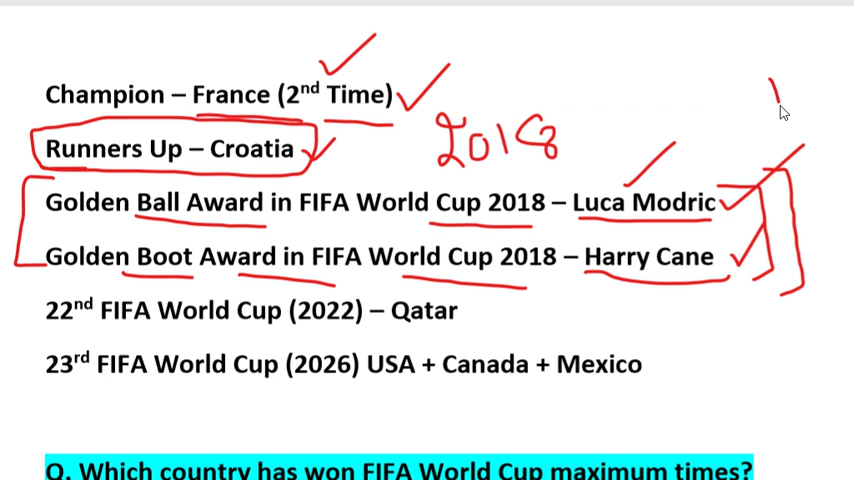 Champion – France (2nd Time)
2018
Runners Up – Croatia
Golden Ball Award in FIFA World Cup 2018 – Luca Modric
Golden Boot Award in FIFA World Cup 2018 – Harry Cane
22nd FIFA World Cup (2022) – Qatar
23rd FIFA World Cup (2026) USA + Canada + Mexico
Q. Which country has won FIFA World Cup maximum times?